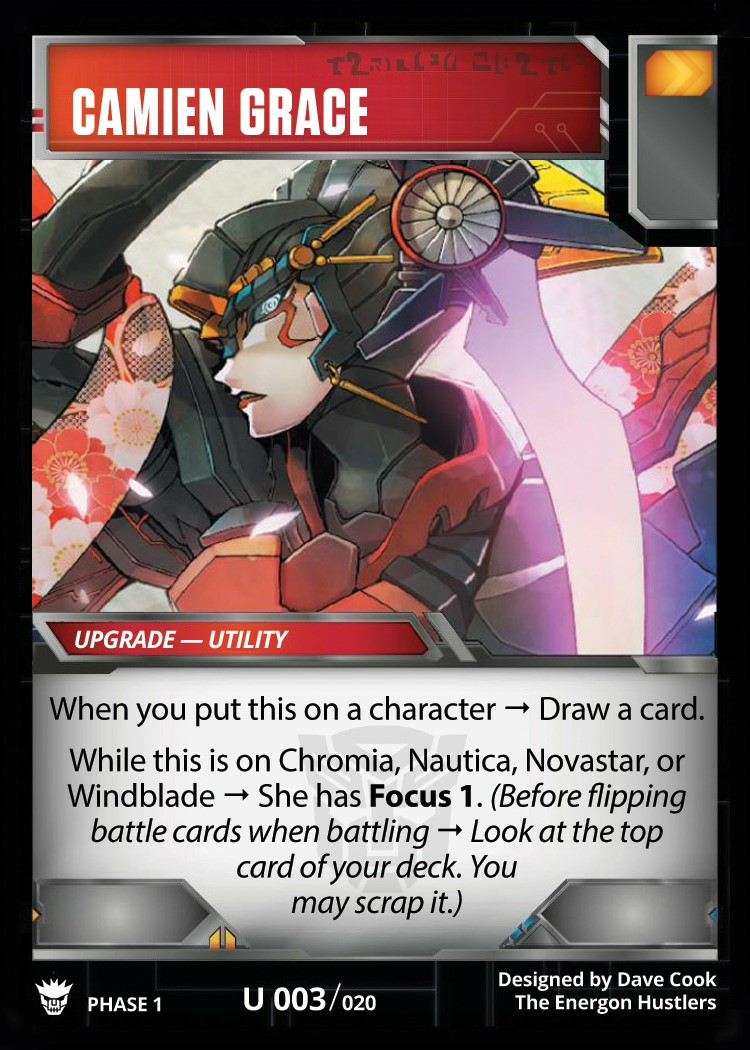 CAMIEN GRACE
UPGRADE — UTILITY
When you put this on a character → Draw a card.
While this is on Chromia, Nautica, Novastar, or
Windblade → She has Focus 1. (Before flipping
battle cards when battling → Look at the top
card of your deck. You
may scrap it.)
PHASE 1
U 003/020
Designed by Dave Cook
The Energon Hustlers